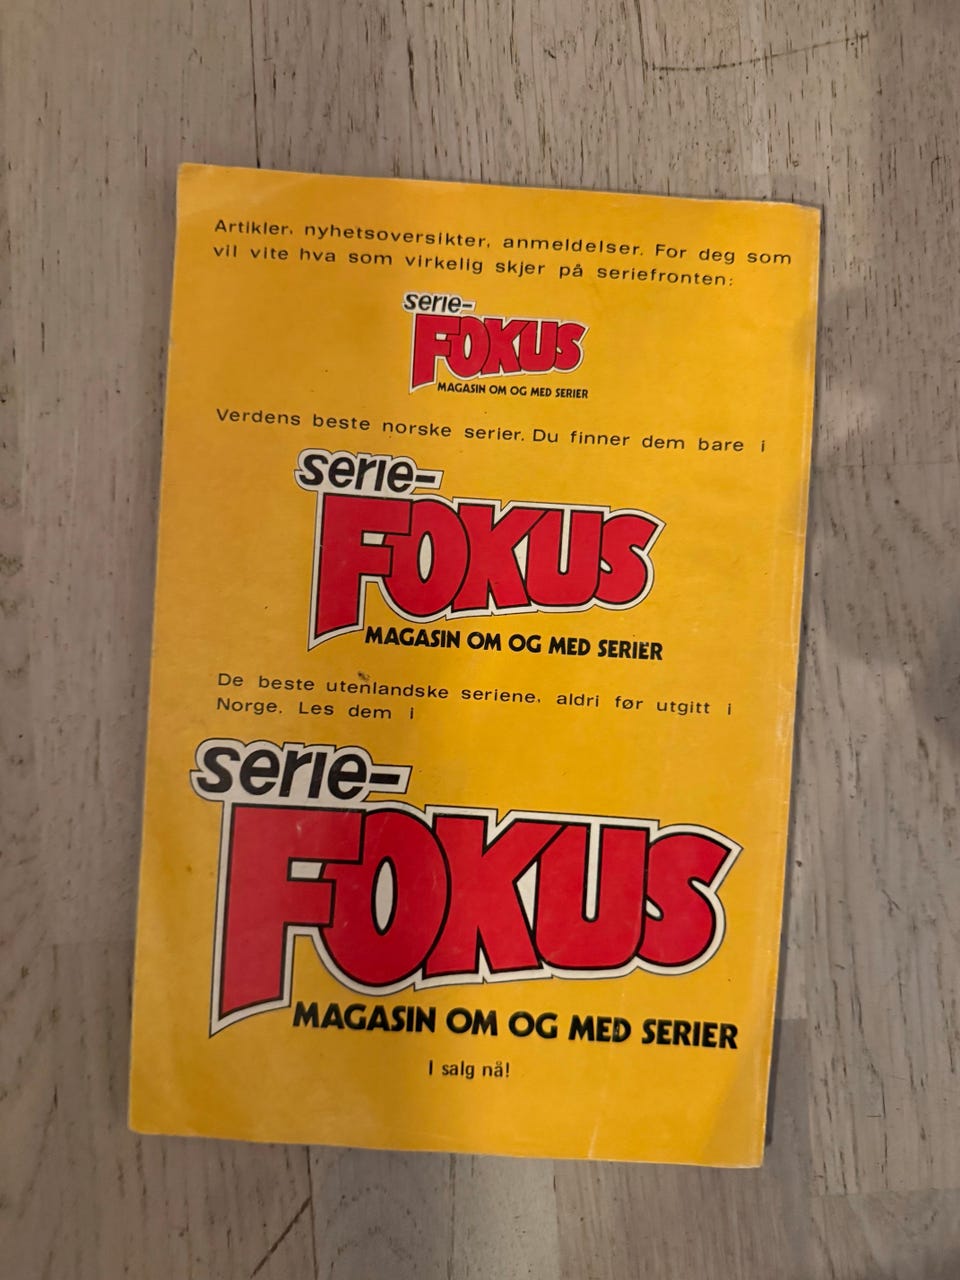 Artikler, nyhetsoversikter, anmeldelser. For deg som
vil vite hva som virkelig skjer på seriefronten:
serie-
FOKUS
MAGASIN OM OG MED SERIER
Verdens beste norske serier. Du finner dem bare i
serie-
FOKUS
MAGASIN OM OG MED SERIER
De beste utenlandske seriene, aldri før utgitt i
Norge. Les dem i
serie-
FOKUS
MAGASIN OM OG MED SERIER
I salg nå!